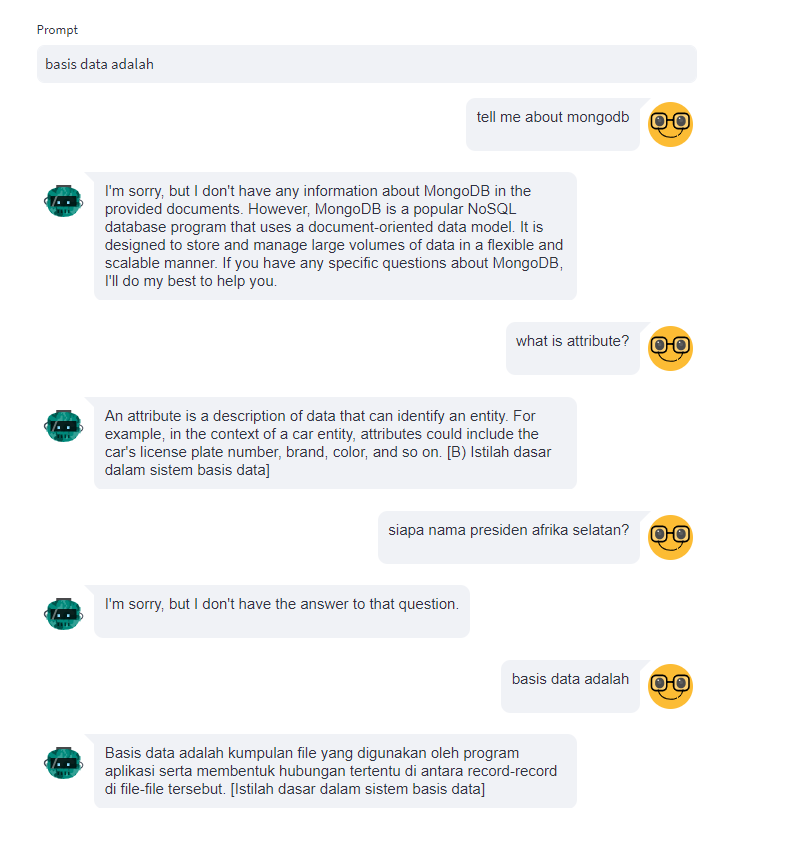 Prompt
basis data adalah
tell me about mongodb
I'm sorry, but I don't have any information about MongoDB in the
provided documents. However, MongoDB is a popular NoSQL
database program that uses a document-oriented data model. It is
designed to store and manage large volumes of data in a flexible and
scalable manner. If you have any specific questions about MongoDB,
I'll do my best to help you.
what is attribute?
An attribute is a description of data that can identify an entity. For
example, in the context of a car entity, attributes could include the
car's license plate number, brand, color, and so on. [B) Istilah dasar
dalam sistem basis data]
siapa nama presiden afrika selatan?
I'm sorry, but I don't have the answer to that question.
basis data adalah
Basis data adalah kumpulan file yang digunakan oleh program
aplikasi serta membentuk hubungan tertentu di antara record-record
di file-file tersebut. [Istilah dasar dalam sistem basis data]